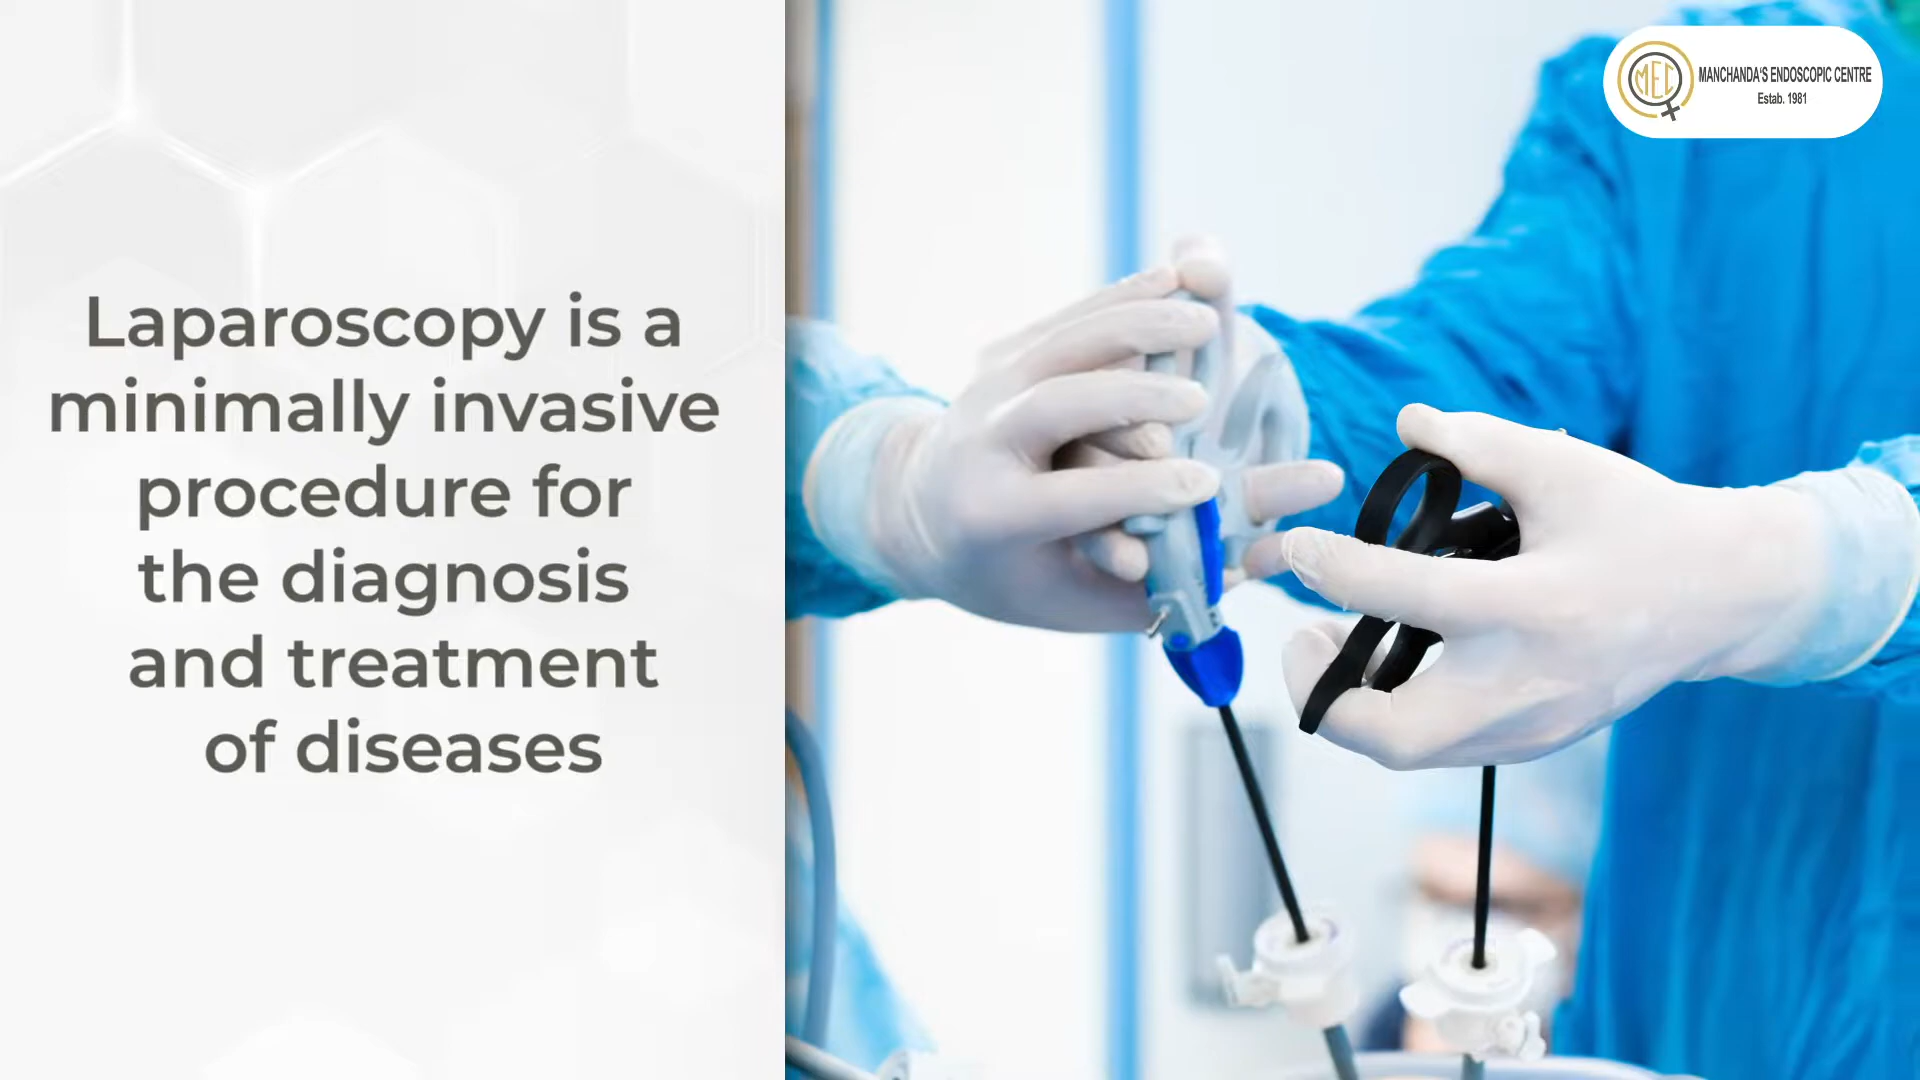 Laparoscopy is a
minimally invasive
procedure for
the diagnosis
and treatment
of diseases
MEC
MANCHANDA'S ENDOSCOPIC CENTRE
Estab. 1981